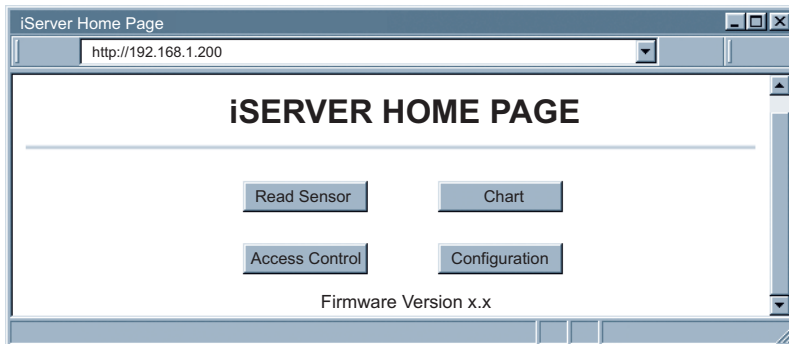 iServer Home Page
http://192.168.1.200
iSERVER HOME PAGE
Read Sensor Chart
Access Control Configuration
Firmware Version x.x